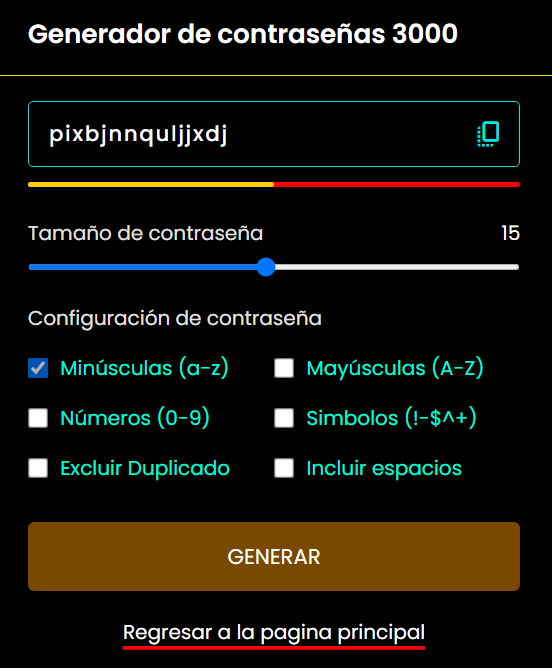 Generador de contraseñas 3000
pixbjnnquljjxdj
Tamaño de contraseña 15
Configuración de contraseña
Minúsculas (a-z) Mayúsculas (A-Z)
Números (0-9) Simbolos (!-$^+)
Excluir Duplicado Incluir espacios
GENERAR
Regresar a la pagina principal